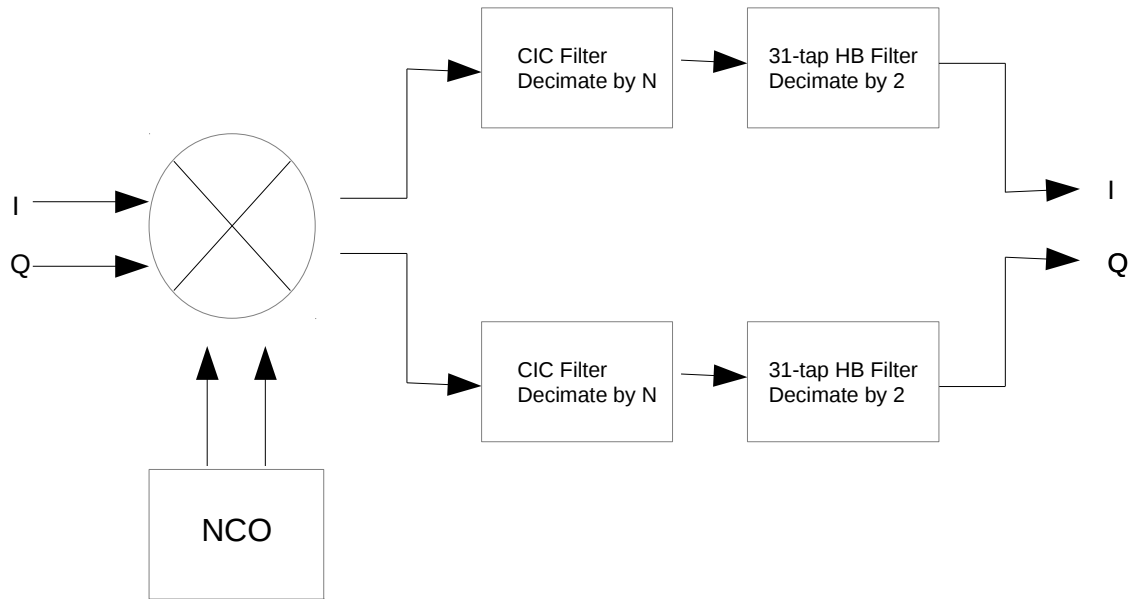 CIC Filter
Decimate by N
31-tap HB Filter
Decimate by 2
I
Q
I
Q
CIC Filter
Decimate by N
31-tap HB Filter
Decimate by 2
NCO